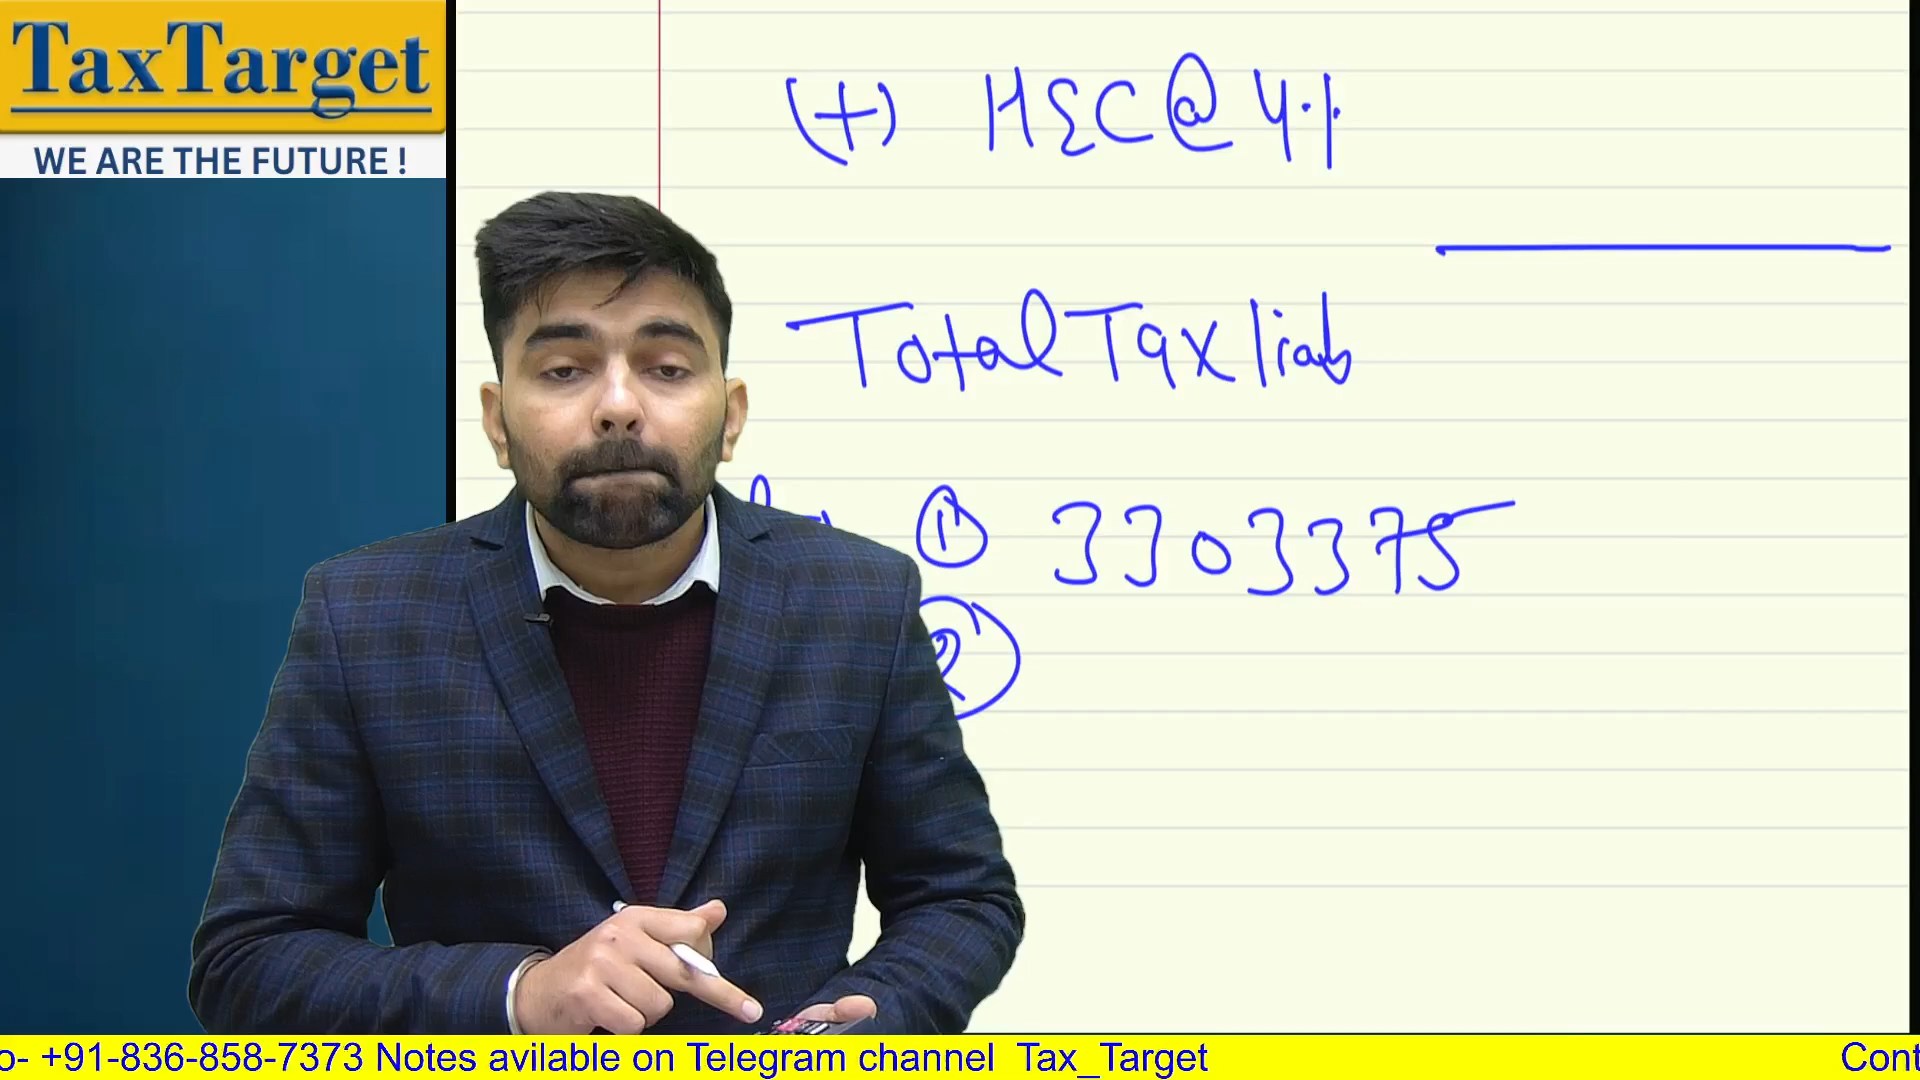 TaxTarget
WE ARE THE FUTURE !
(+) H&C@4%
Total Tax liab
① 3303375
②
o- +91-836-858-7373 Notes avilable on Telegram channel Tax_Target
Cont